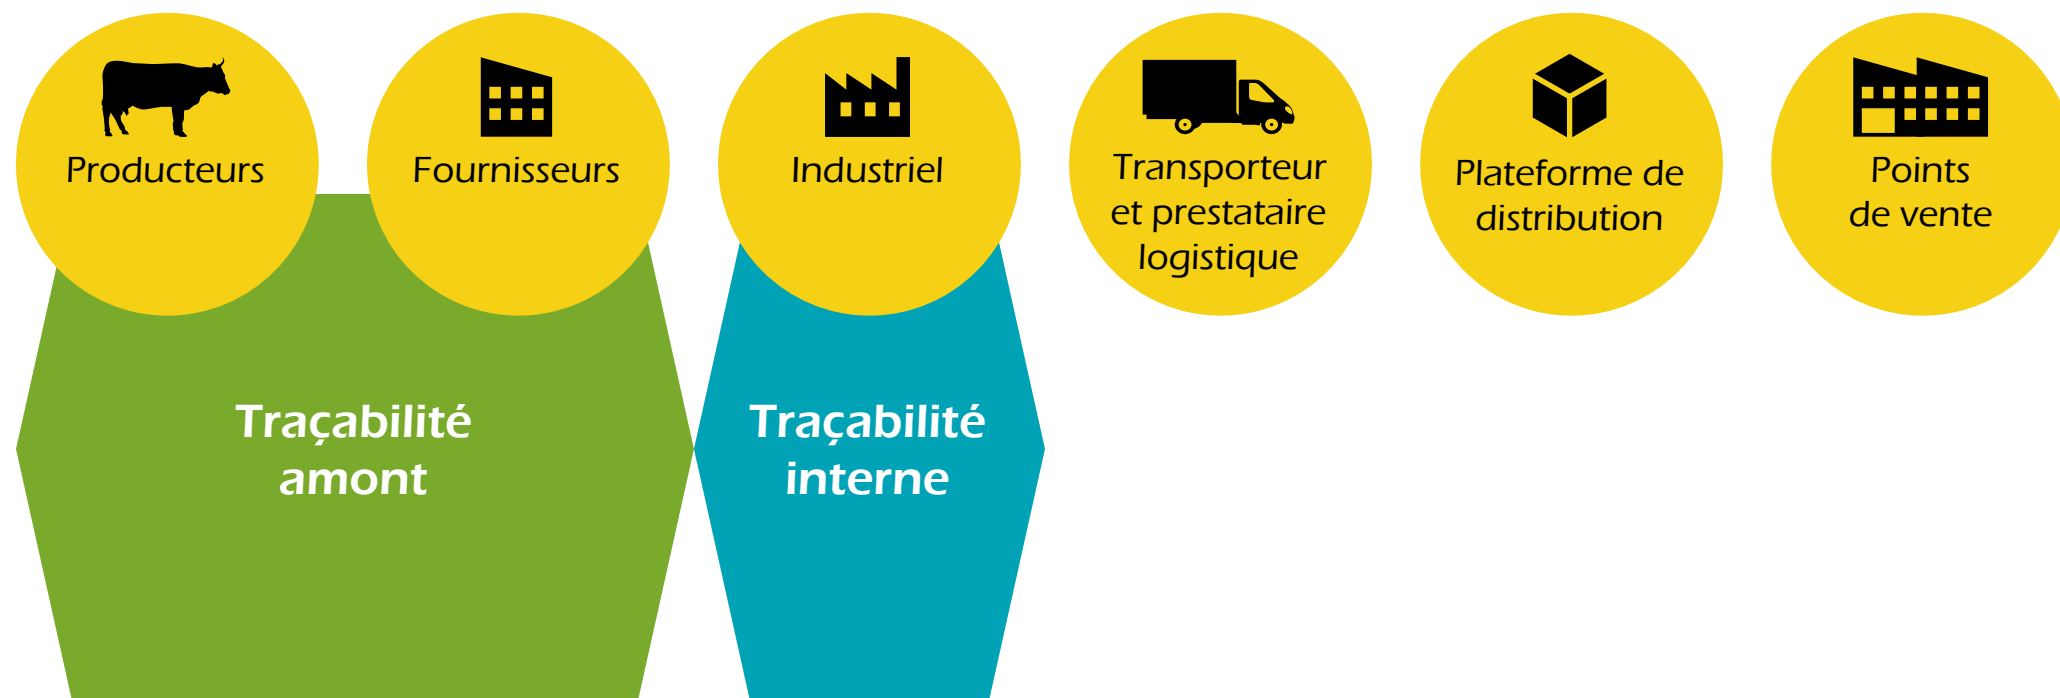 Producteurs
Fournisseurs
Industriel
Transporteur
et prestataire
logistique
Plateforme de
distribution
Points
de vente
Traçabilité
amont
Traçabilité
interne